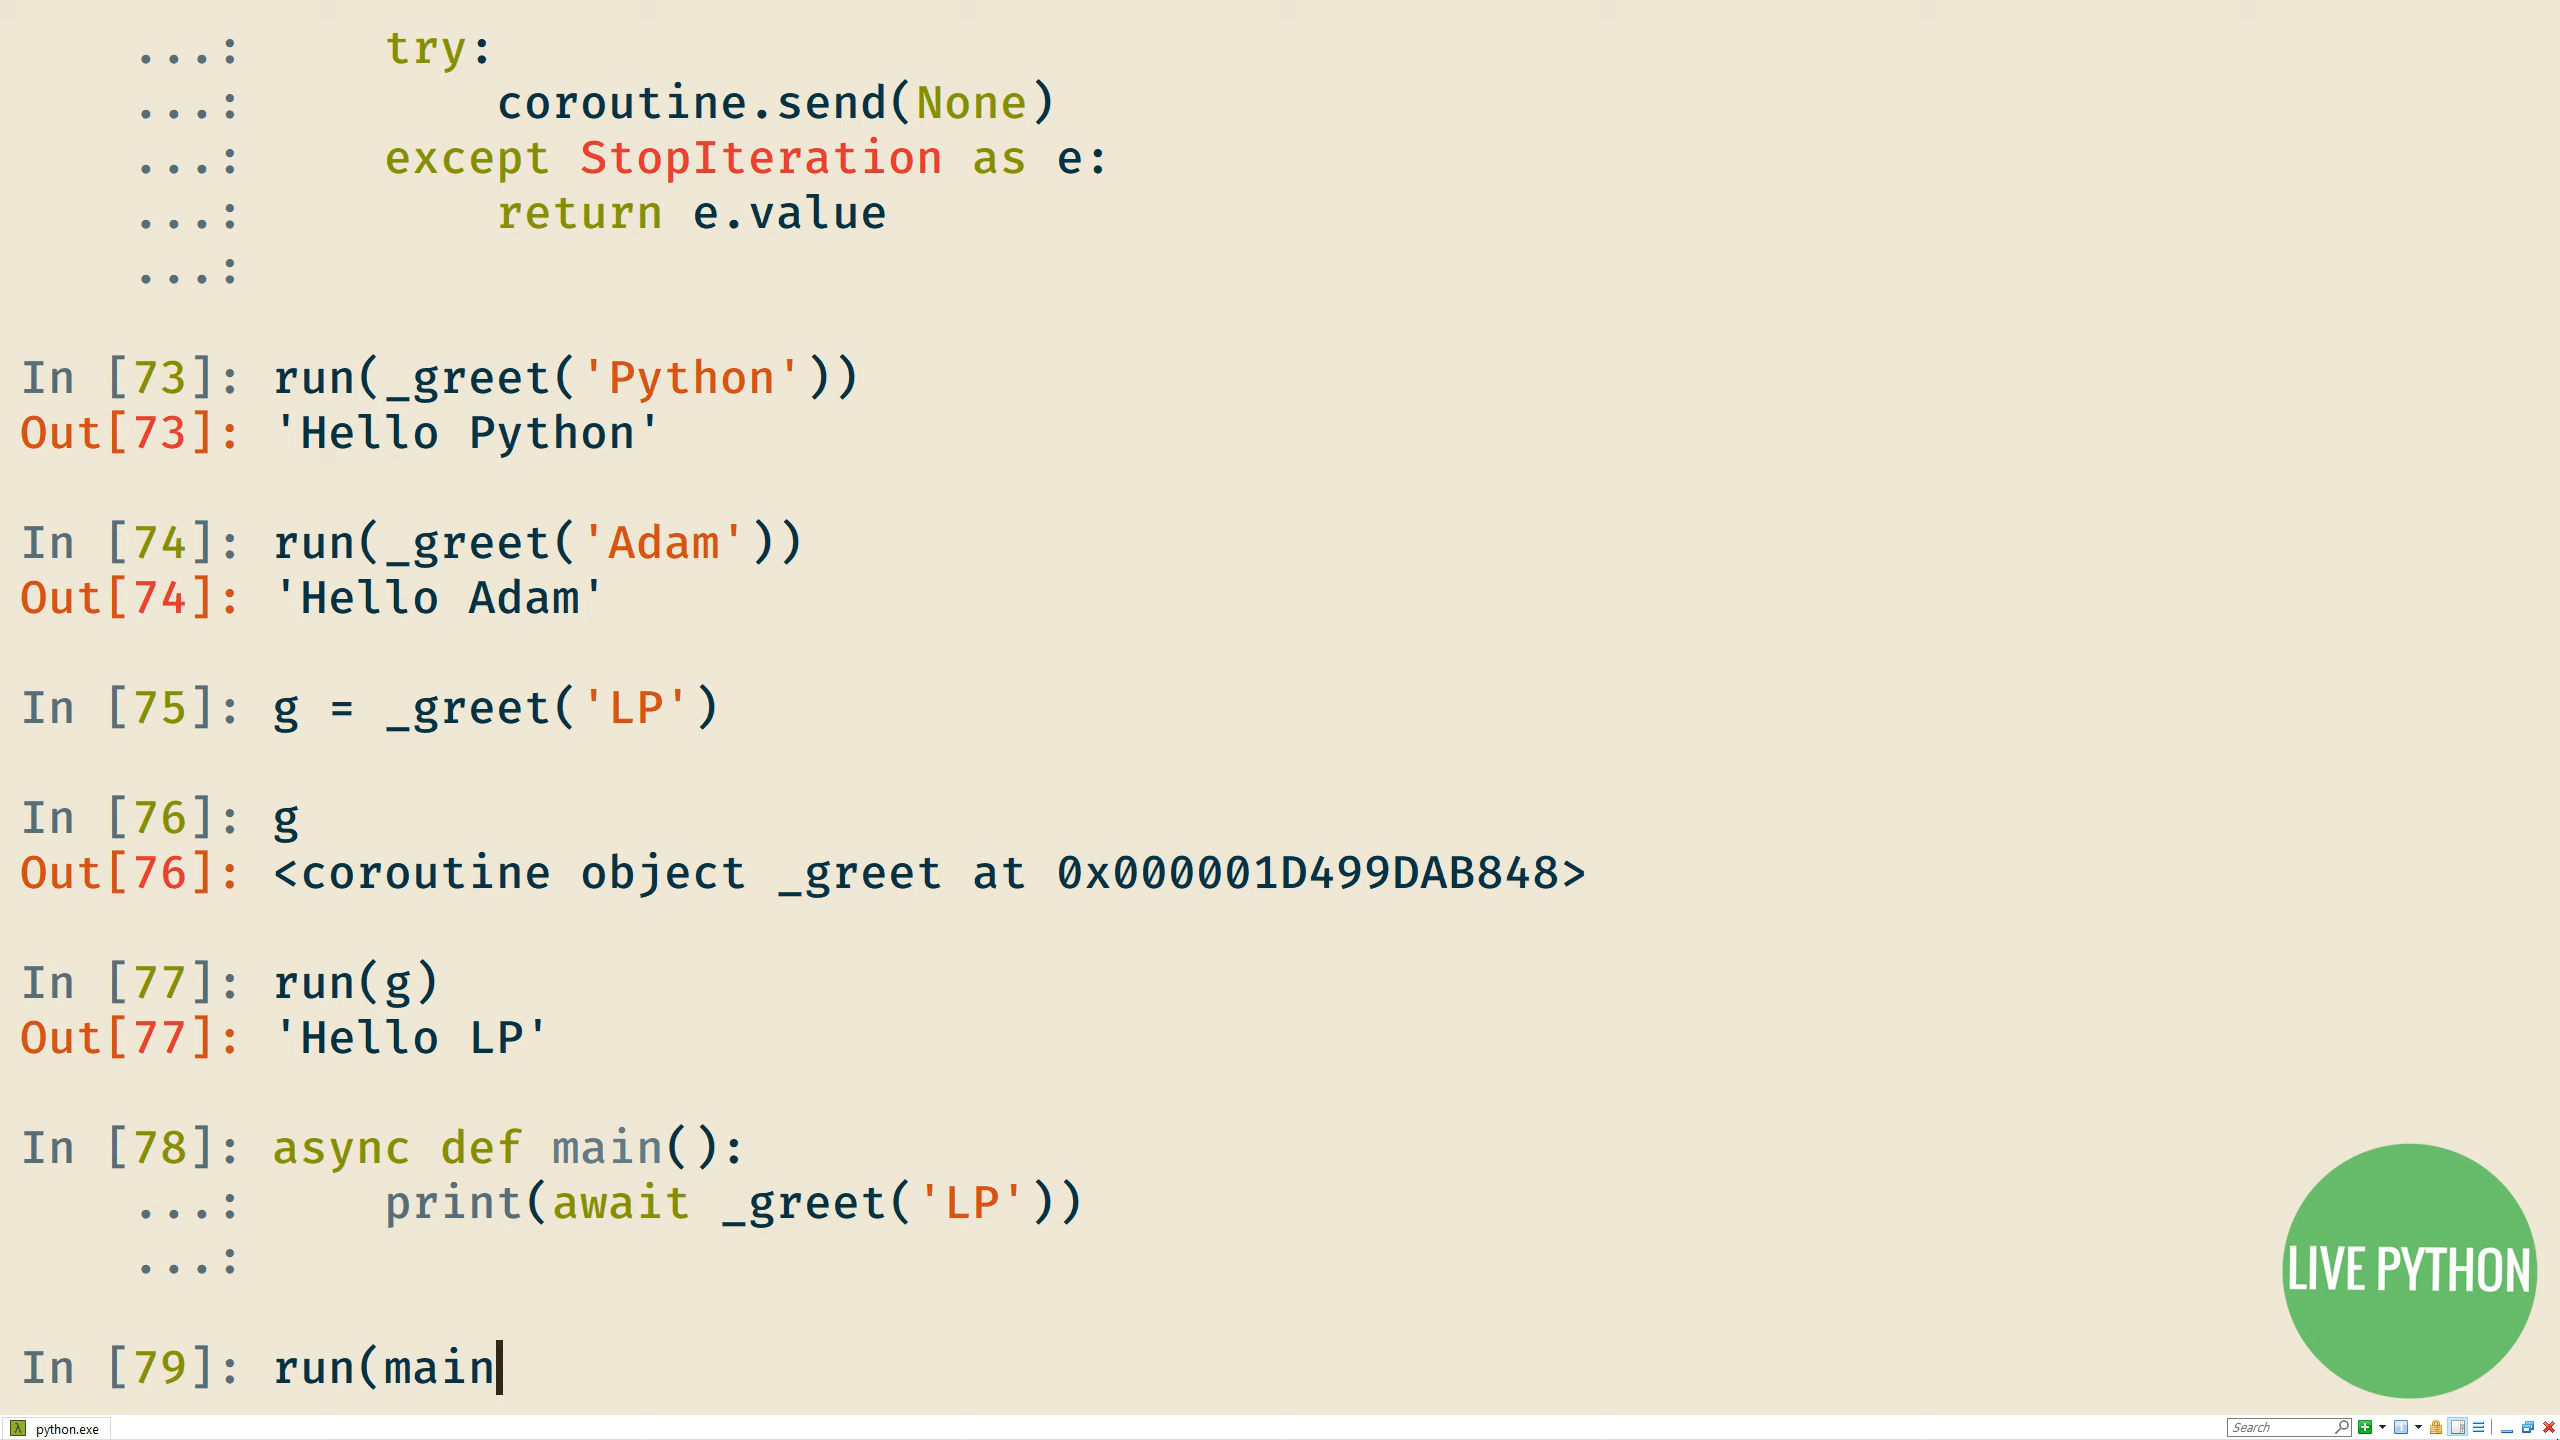 ...:     try:
...:         coroutine.send(None)
...:     except StopIteration as e:
...:         return e.value
...:
In [73]: run(_greet('Python'))
Out[73]: 'Hello Python'
In [74]: run(_greet('Adam'))
Out[74]: 'Hello Adam'
In [75]: g = _greet('LP')
In [76]: g
Out[76]: <coroutine object _greet at 0x000001D499DAB848>
In [77]: run(g)
Out[77]: 'Hello LP'
In [78]: async def main():
...:     print(await _greet('LP'))
...:
In [79]: run(main
LIVE PYTHON
python.exe
Search